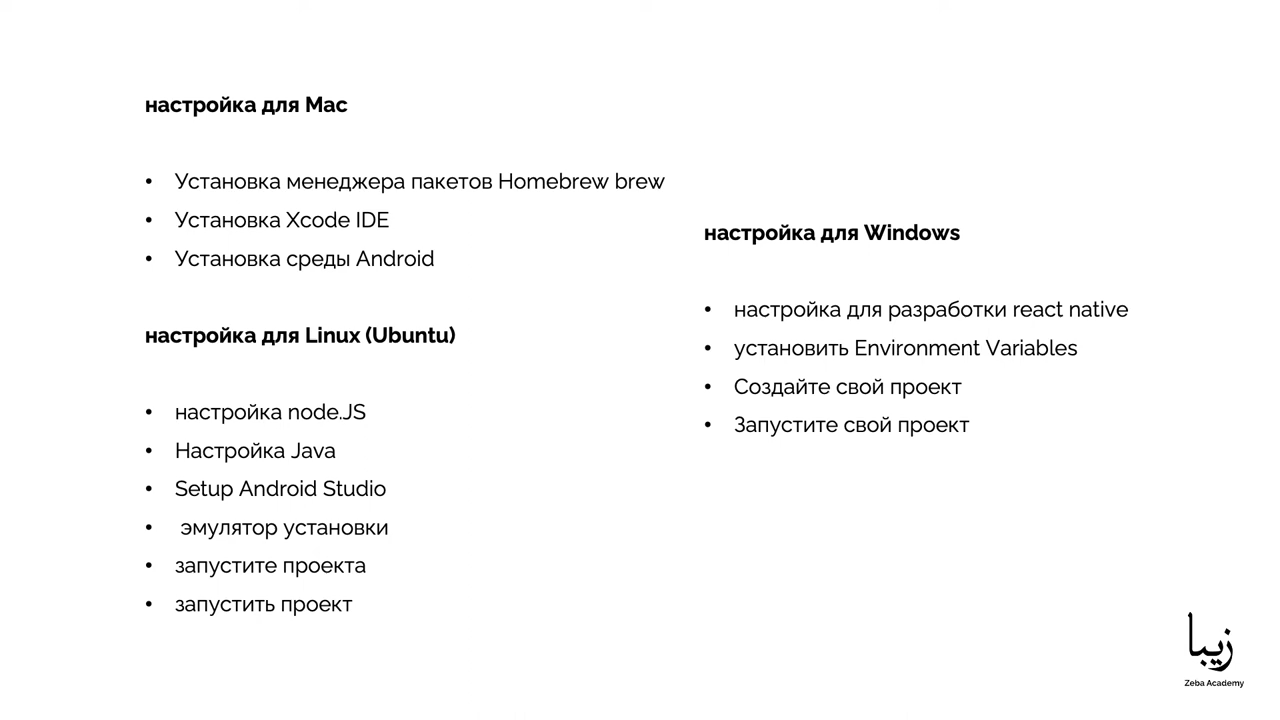 настройка для Mac
• Установка менеджера пакетов Homebrew brew
• Установка Xcode IDE
• Установка среды Android
настройка для Linux (Ubuntu)
• настройка node.JS
• Настройка Java
• Setup Android Studio
• эмулятор установки
• запустите проекта
• запустить проект
настройка для Windows
• настройка для разработки react native
• установить Environment Variables
• Создайте свой проект
• Запустите свой проект
زیبا
Zeba Academy